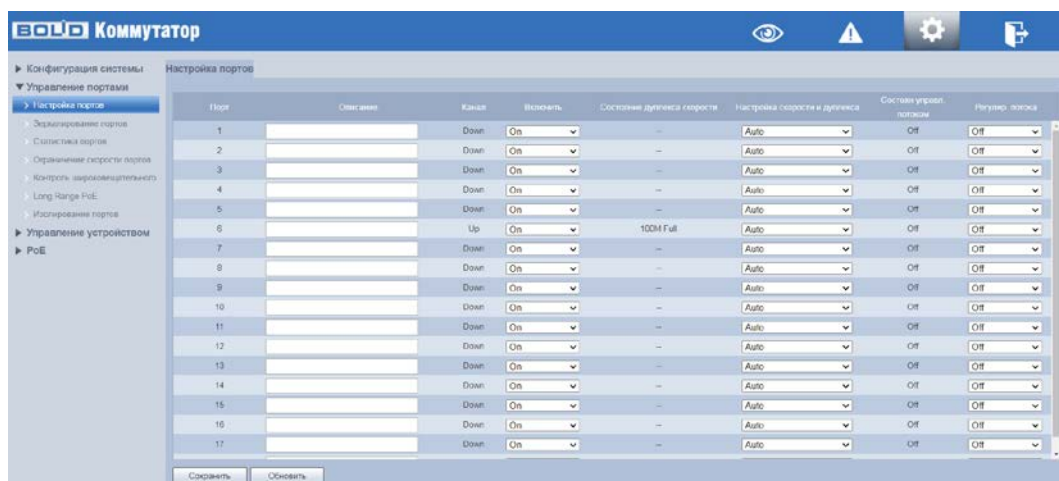 BOLID Коммутатор
Конфигурация системы
Управление портами
Настройка портов
Зеркалирование портов
Статистика портов
Ограничение скорости портов
Контроль широковещательного
Long Range PoE
Изолирование портов
Управление устройством
PoE
Настройка портов
Порт Описание Канал Включить Состояние дуплекса скорости Настройка скорости и дуплекса Состоян управл. потоком Регулир. потока
1 Down On -- Auto Off Off
2 Down On -- Auto Off Off
3 Down On -- Auto Off Off
4 Down On -- Auto Off Off
5 Down On -- Auto Off Off
6 Up On 100M Full Auto Off Off
7 Down On -- Auto Off Off
8 Down On -- Auto Off Off
9 Down On -- Auto Off Off
10 Down On -- Auto Off Off
11 Down On -- Auto Off Off
12 Down On -- Auto Off Off
13 Down On -- Auto Off Off
14 Down On -- Auto Off Off
15 Down On -- Auto Off Off
16 Down On -- Auto Off Off
17 Down On -- Auto Off Off
Сохранить Обновить